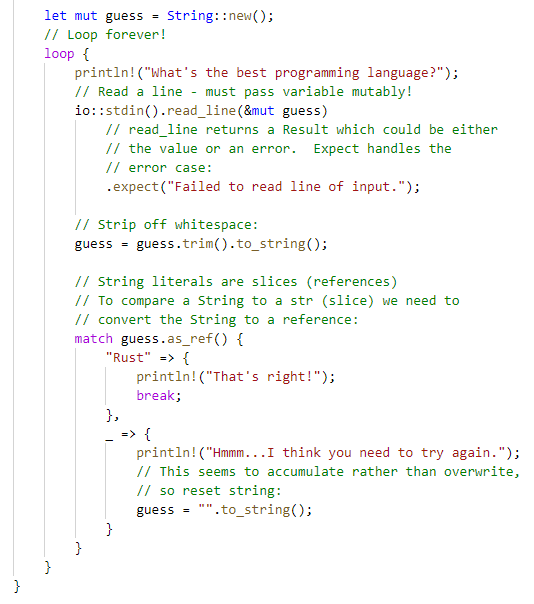 let mut guess = String::new();
// Loop forever!
loop {
println!("What's the best programming language?");
// Read a line - must pass variable mutably!
io::stdin().read_line(&mut guess)
// read_line returns a Result which could be either
// the value or an error.  Expect handles the
// error case:
.expect("Failed to read line of input.");
// Strip off whitespace:
guess = guess.trim().to_string();
// String literals are slices (references)
// To compare a String to a str (slice) we need to
// convert the String to a reference:
match guess.as_ref() {
"Rust" => {
println!("That's right!");
break;
},
_ => {
println!("Hmmm...I think you need to try again.");
// This seems to accumulate rather than overwrite,
// so reset string:
guess = "".to_string();
}
}
}
}